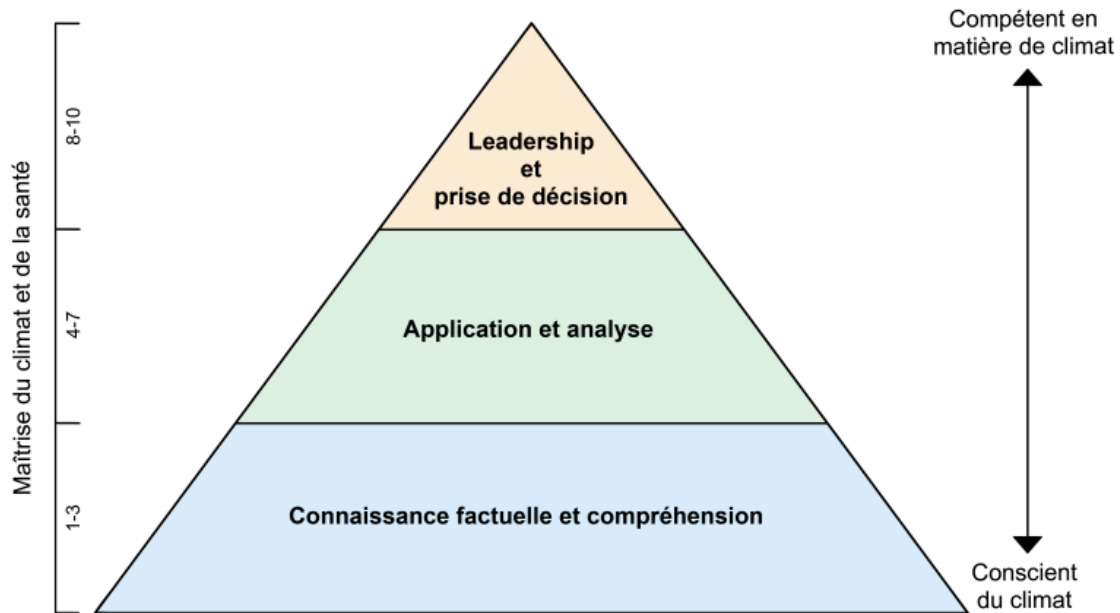 Compétent en
matière de climat
Maîtrise du climat et de la santé
8-10
Leadership
et
prise de décision
4-7
Application et analyse
1-3
Connaissance factuelle et compréhension
Conscient
du climat